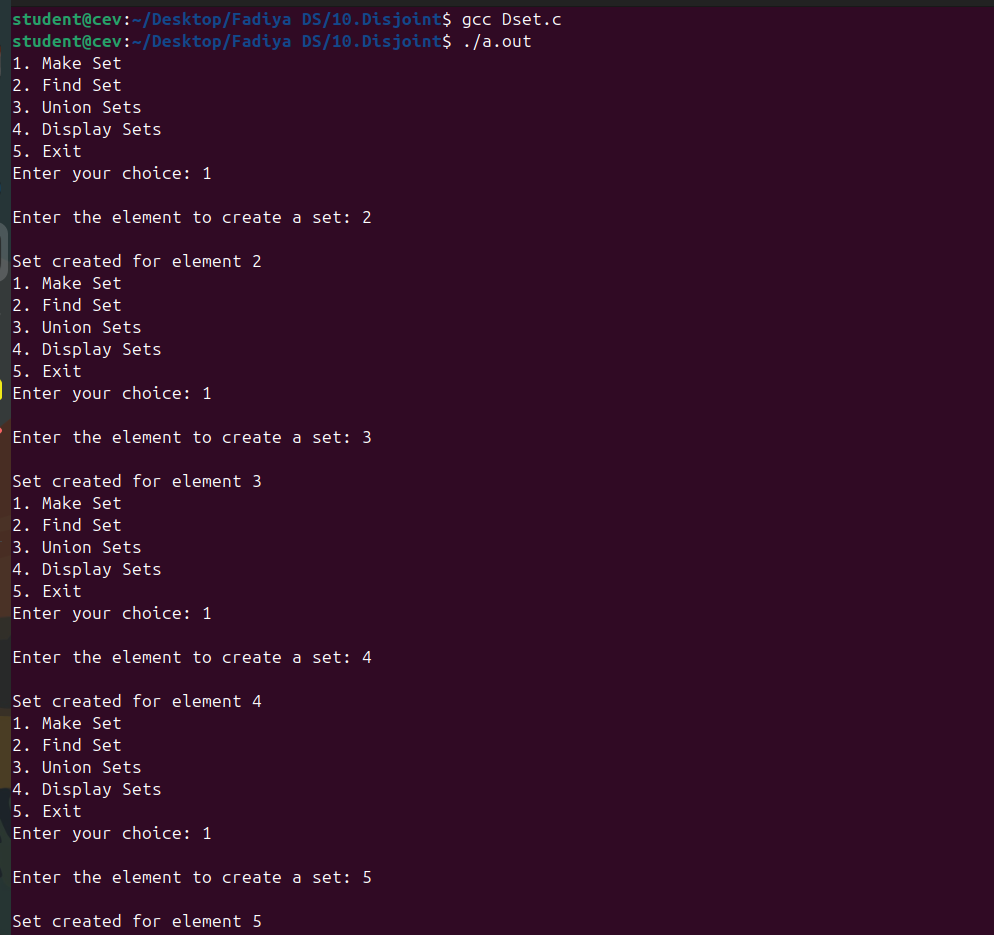 student@cev:~/Desktop/Fadiya DS/10.Disjoint$ gcc Dset.c
student@cev:~/Desktop/Fadiya DS/10.Disjoint$ ./a.out
1. Make Set
2. Find Set
3. Union Sets
4. Display Sets
5. Exit
Enter your choice: 1
Enter the element to create a set: 2
Set created for element 2
1. Make Set
2. Find Set
3. Union Sets
4. Display Sets
5. Exit
Enter your choice: 1
Enter the element to create a set: 3
Set created for element 3
1. Make Set
2. Find Set
3. Union Sets
4. Display Sets
5. Exit
Enter your choice: 1
Enter the element to create a set: 4
Set created for element 4
1. Make Set
2. Find Set
3. Union Sets
4. Display Sets
5. Exit
Enter your choice: 1
Enter the element to create a set: 5
Set created for element 5